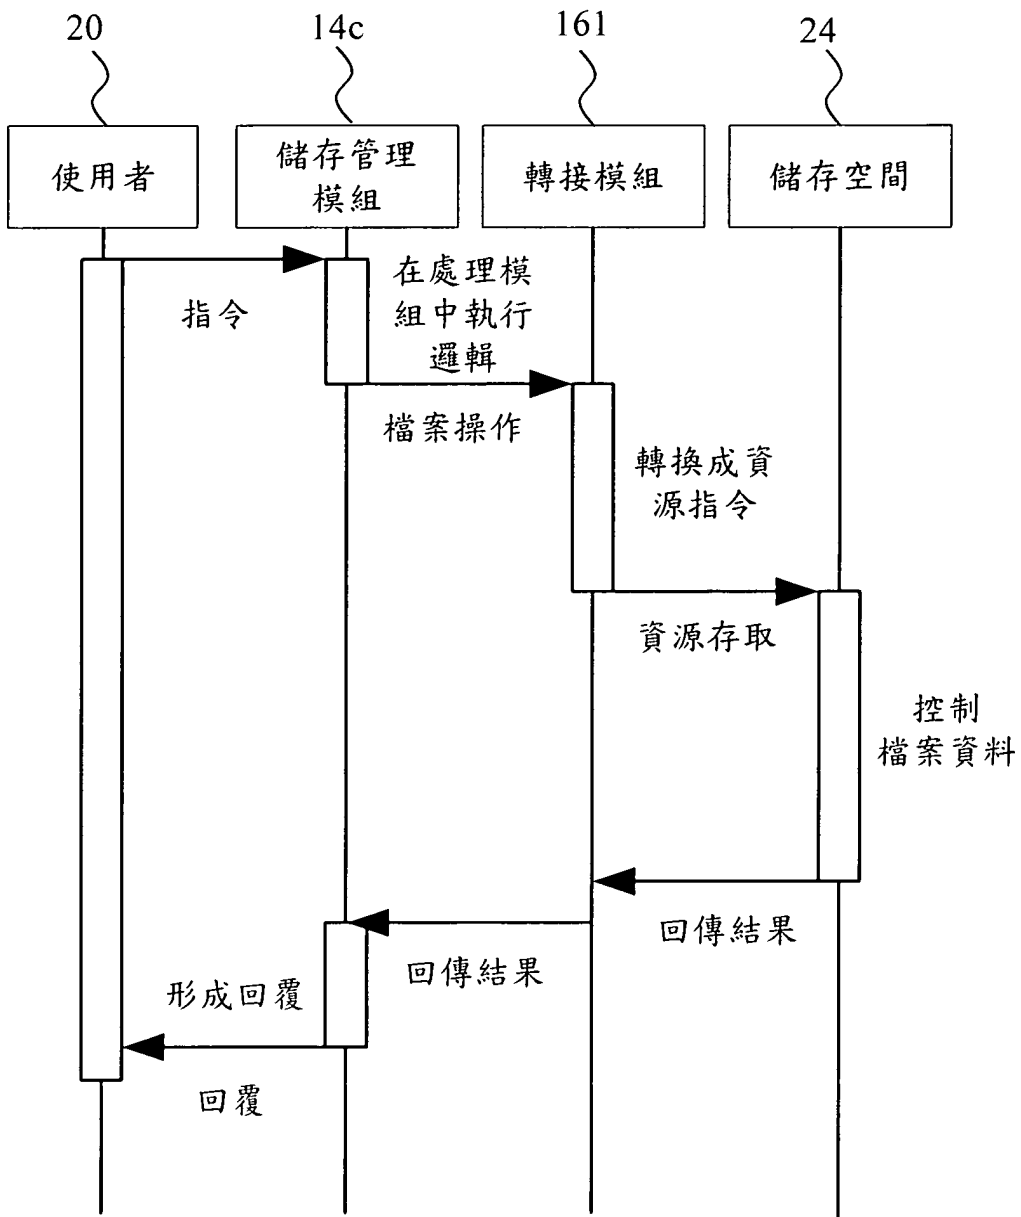 20
14c
161
24
使用者
儲存管理
模組
轉接模組
儲存空間
指令
在處理模
組中執行
邏輯
檔案操作
轉換成資
源指令
資源存取
控制
檔案資料
回傳結果
回傳結果
形成回覆
回覆